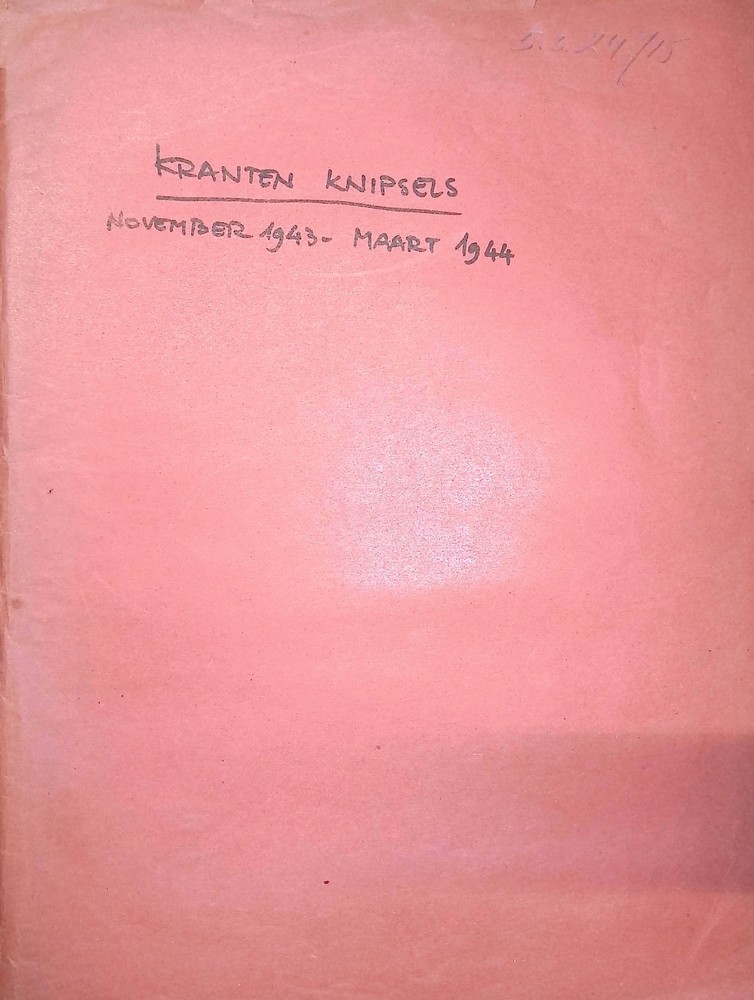 KRANTEN KNIPSELS
NOVEMBER 1943- MAART 1944